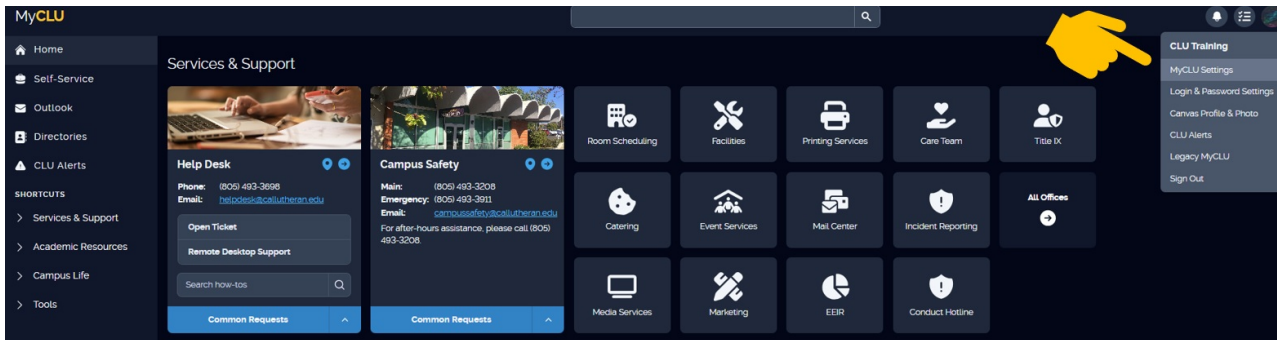 MyCLU
Home
Self-Service
Outlook
Directories
CLU Alerts
SHORTCUTS
Services & Support
Academic Resources
Campus Life
Tools
Services & Support
Help Desk
Phone: (805) 493-3698
Email: helpdesk@callutheran.edu
Open Ticket
Remote Desktop Support
Search how-tos
Common Requests
Campus Safety
Main: (805) 493-3208
Emergency: (805) 493-3911
Email: campussafety@callutheran.edu
For after-hours assistance, please call (805)
493-3208.
Common Requests
Room Scheduling
Facilities
Printing Services
Care Team
Title IX
Catering
Event Services
Mail Center
Incident Reporting
All Offices
Media Services
Marketing
EEIR
Conduct Hotline
CLU Training
MyCLU Settings
Login & Password Settings
Canvas Profile & Photo
CLU Alerts
Legacy MyCLU
Sign Out